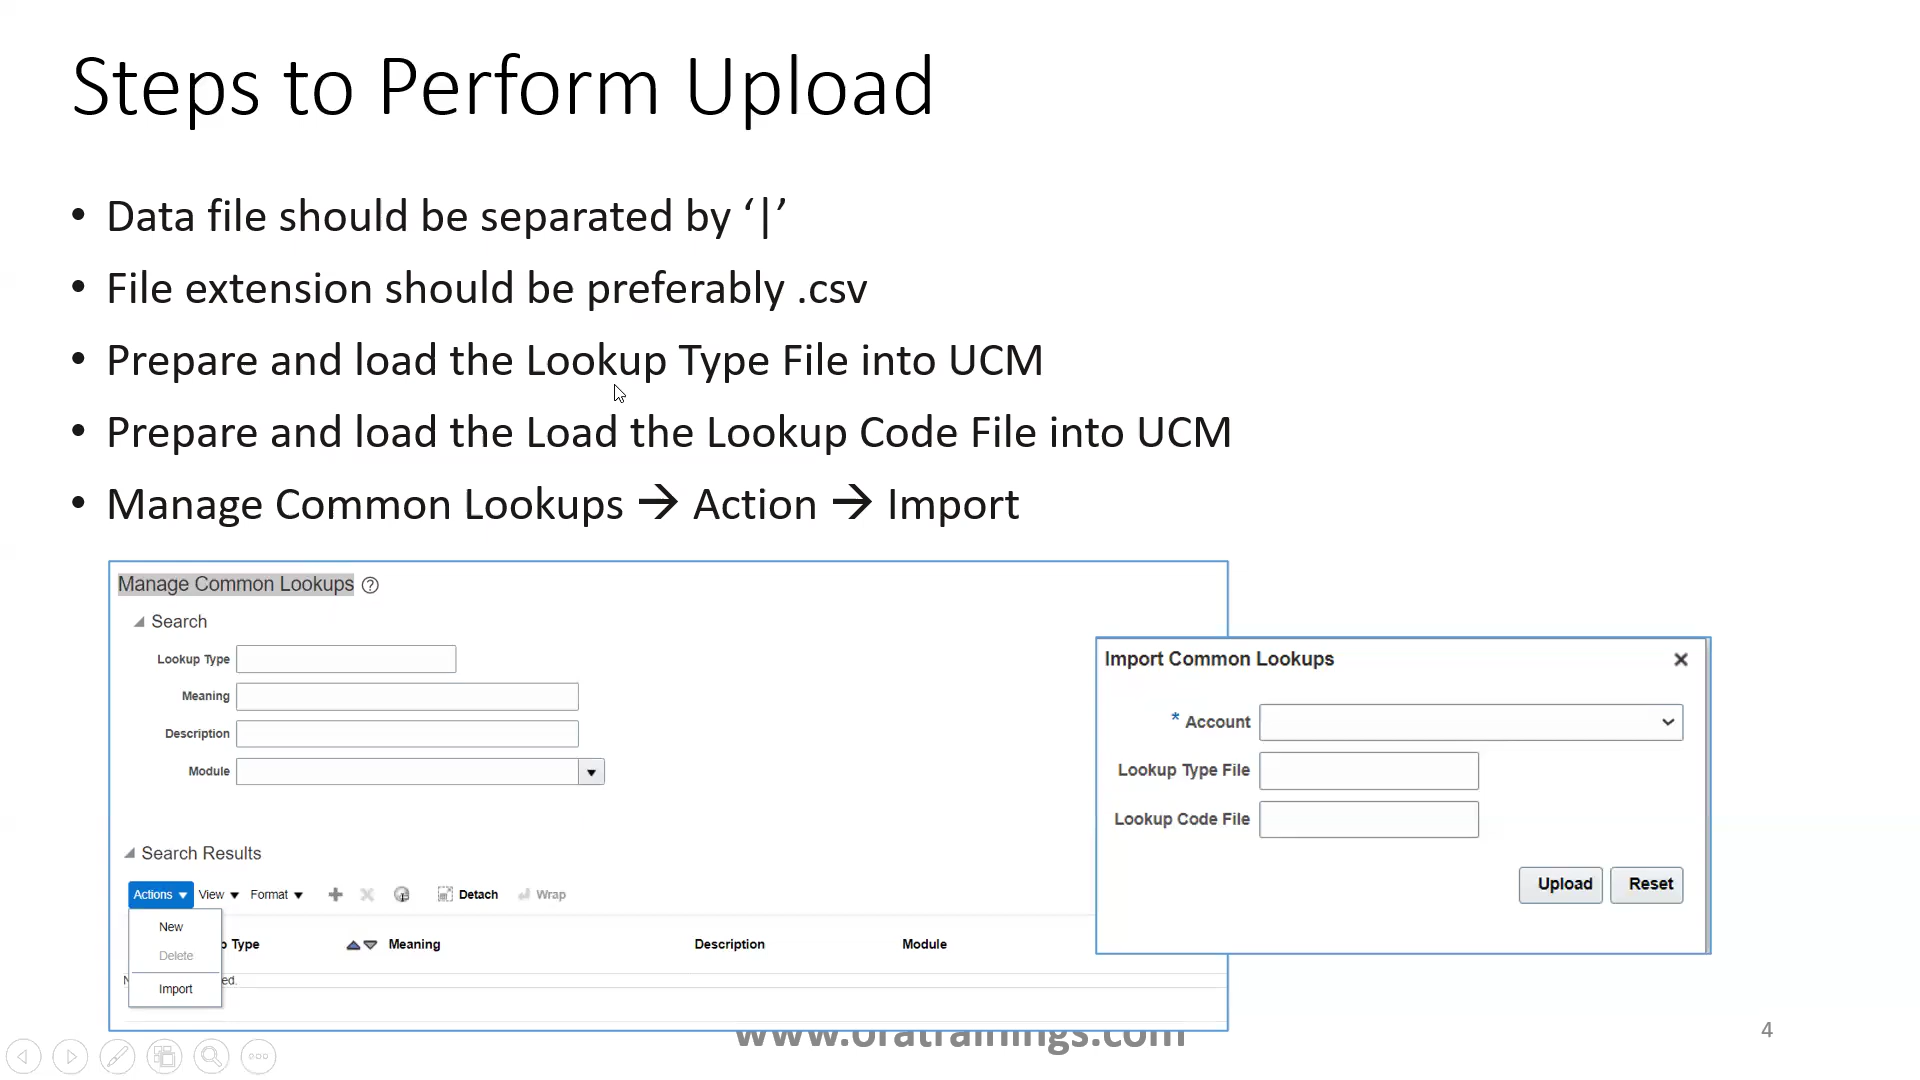 Steps to Perform Upload
• Data file should be separated by ‘|’
• File extension should be preferably .csv
• Prepare and load the Lookup Type File into UCM
• Prepare and load the Load the Lookup Code File into UCM
• Manage Common Lookups → Action → Import
Manage Common Lookups ?
Search
Lookup Type
Meaning
Description
Module
Search Results
Actions View Format Detach Wrap
New
Delete
Import
Type Meaning Description Module
ed.
Import Common Lookups ×
* Account
Lookup Type File
Lookup Code File
Upload Reset
www.oratrainings.com
4